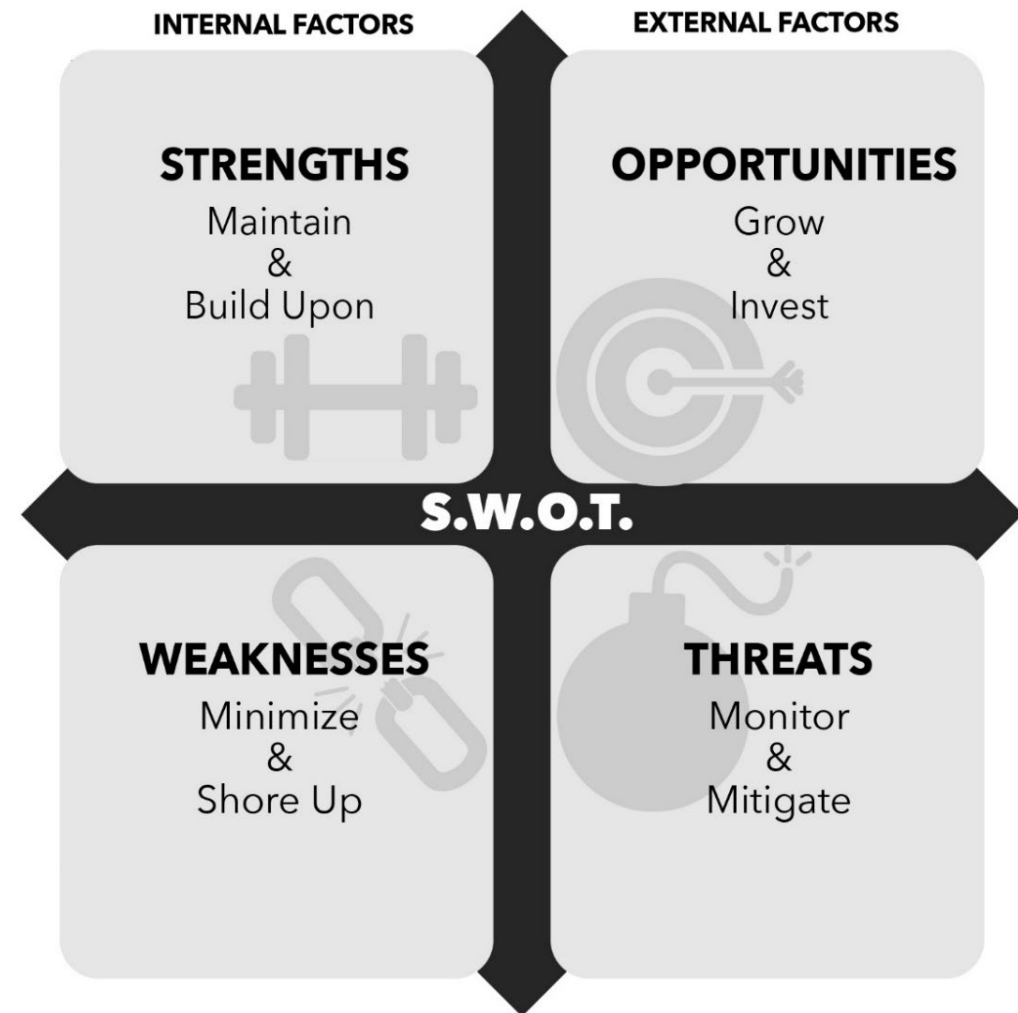 INTERNAL FACTORS
EXTERNAL FACTORS
STRENGTHS
Maintain
&
Build Upon
OPPORTUNITIES
Grow
&
Invest
S.W.O.T.
WEAKNESSES
Minimize
&
Shore Up
THREATS
Monitor
&
Mitigate